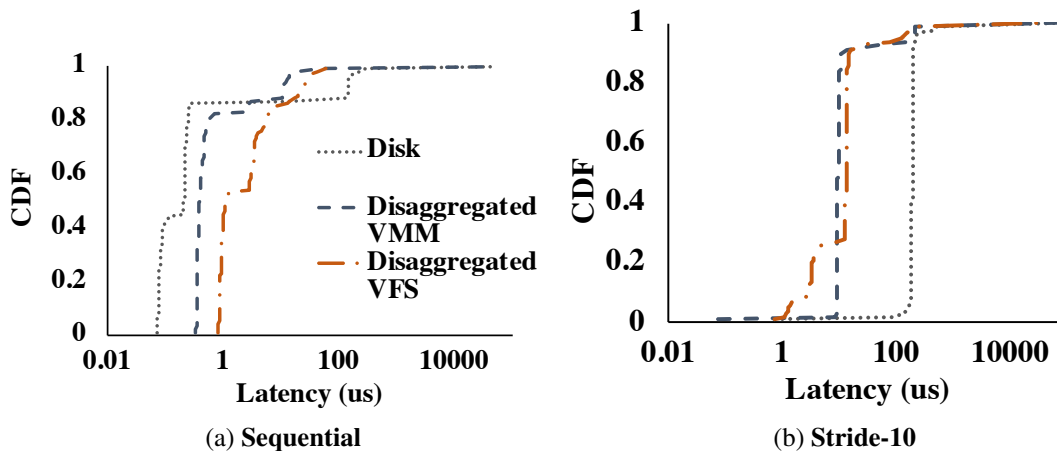 1
0.8
0.6
0.4
0.2
0
CDF
0.01
1
100
10000
Latency (us)
Disk
Disaggregated
VMM
Disaggregated
VFS
(a) Sequential
1
0.8
0.6
0.4
0.2
0
CDF
0.01
1
100
10000
Latency (us)
(b) Stride-10